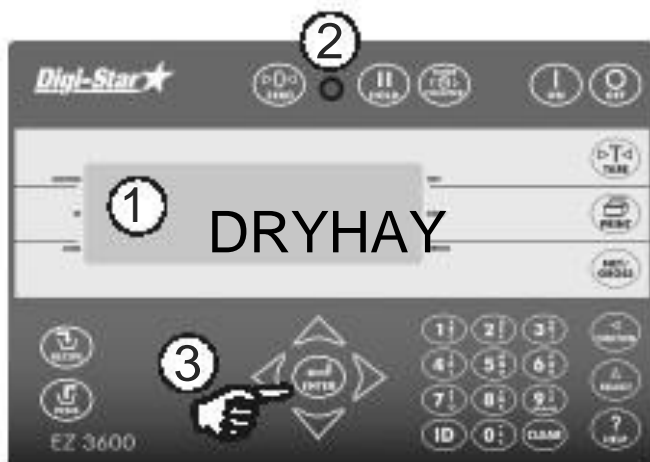 2
Digi-Star
ZERO
HOLD
ON
OFF
TARE
1
DRYHAY
PRINT
NET/
GROSS
1 2 3
3
ENTER
4 5 6
7 8 9
EZ 3600
ID 0 CLEAR
?
HELP